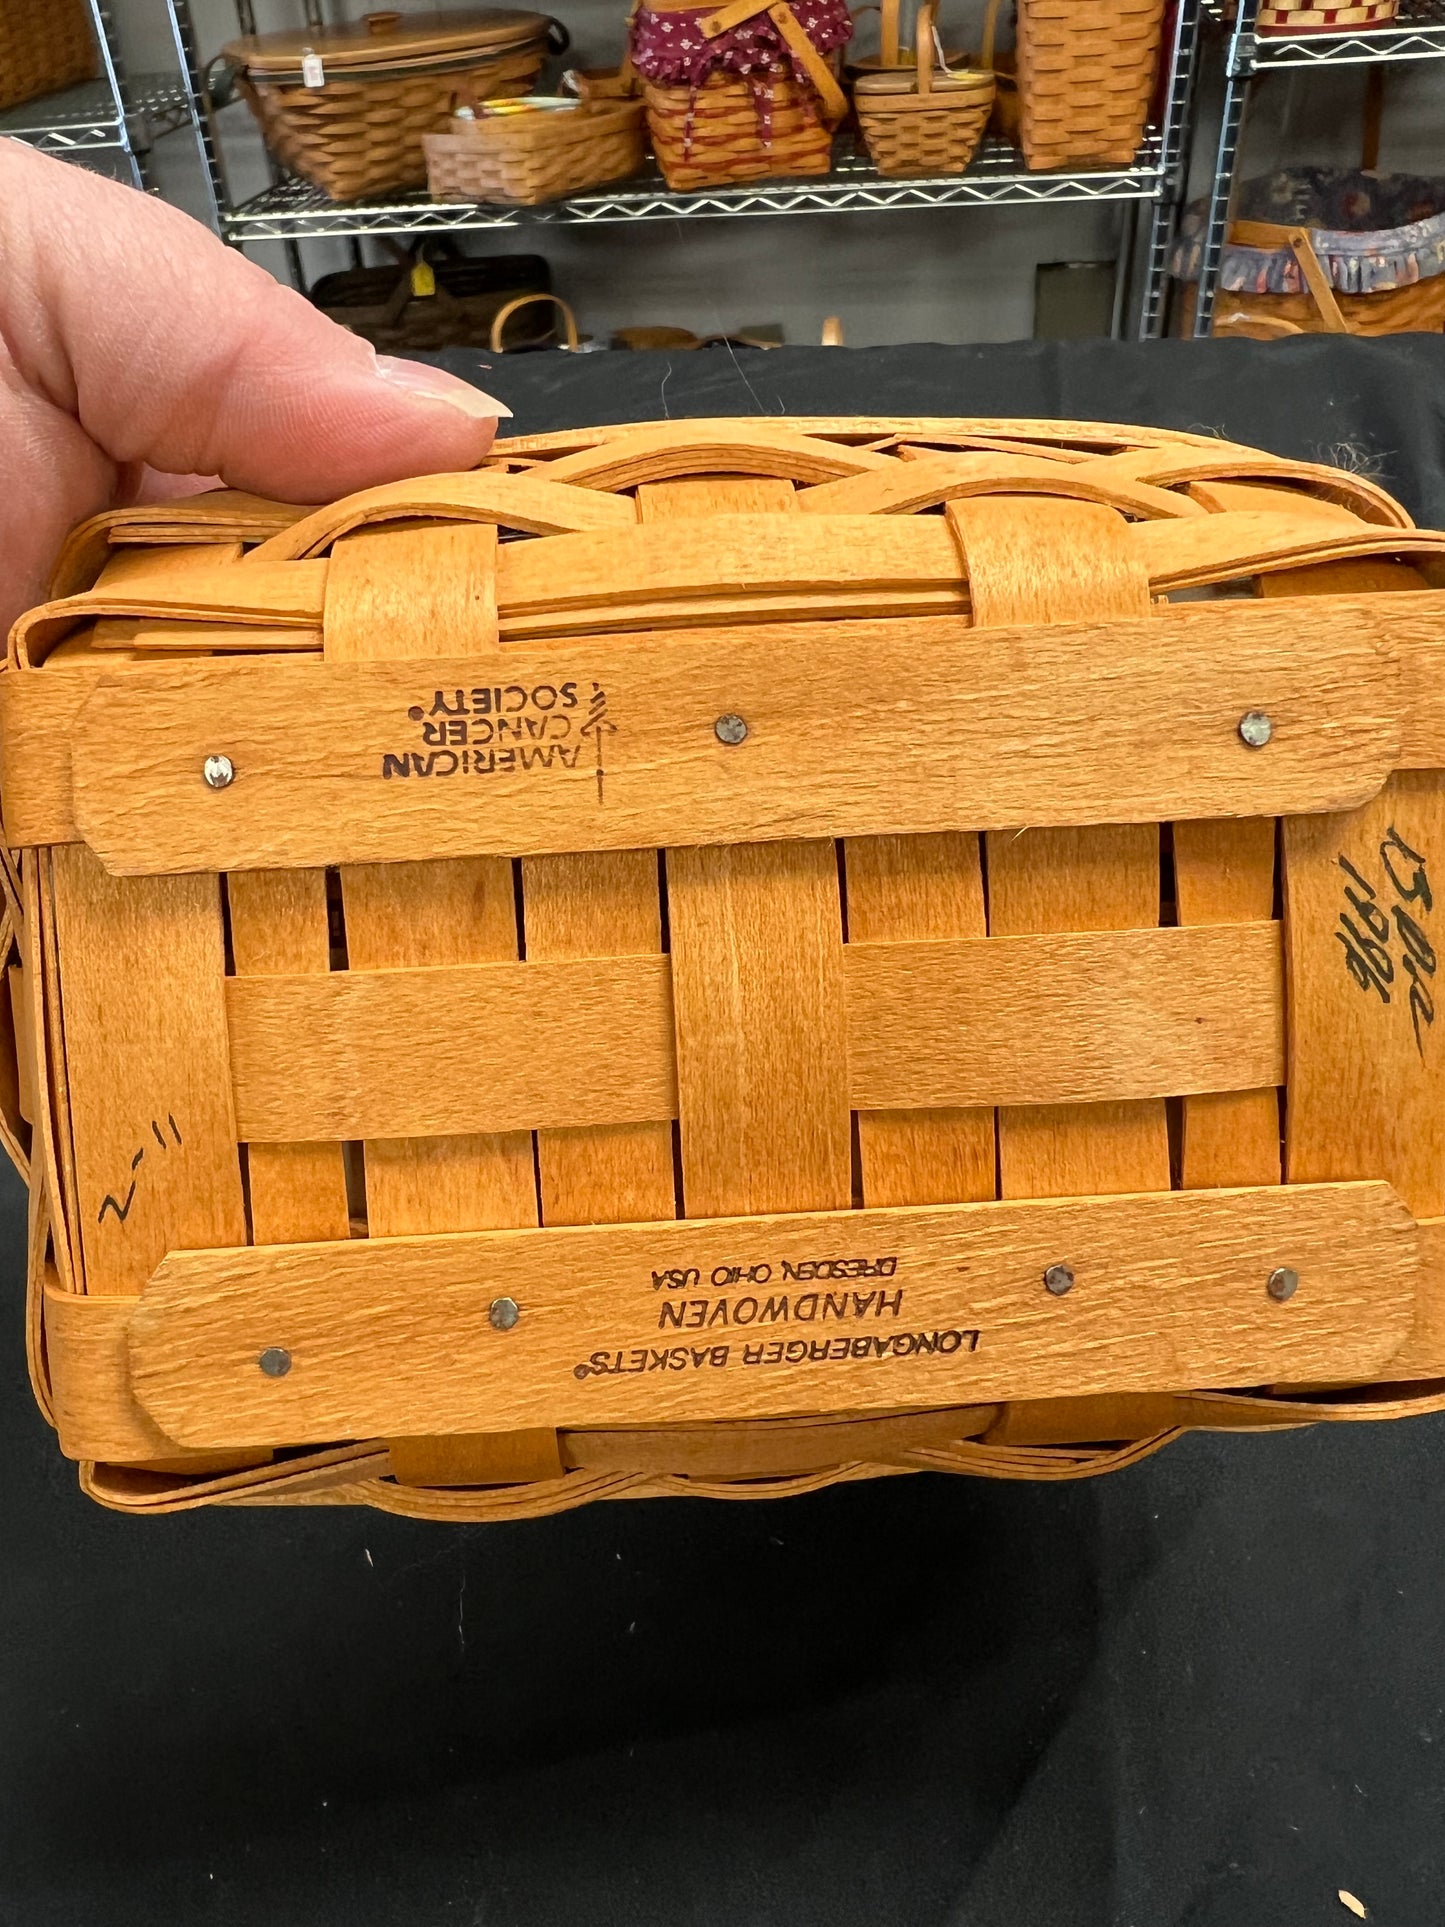 AMERICAN
CANCER
SOCIETY®
LONGABERGER BASKETS®
HANDWOVEN
DRESDEN, OHIO USA
1996